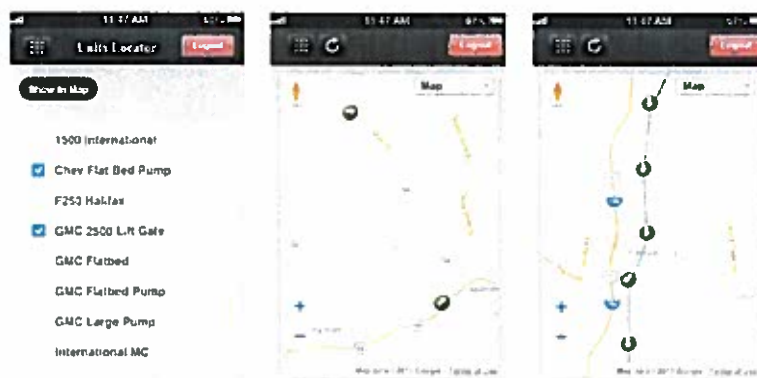 11:47 AM
Units Locator
Logout
Show in Map
1500 International
Chev Flat Bed Pump
F250 Halifax
GMC 2500 Lift Gate
GMC Flatbed
GMC Flatbed Pump
GMC Large Pump
International MC
11:47 AM
Logout
Map
11:47 AM
Logout
Map